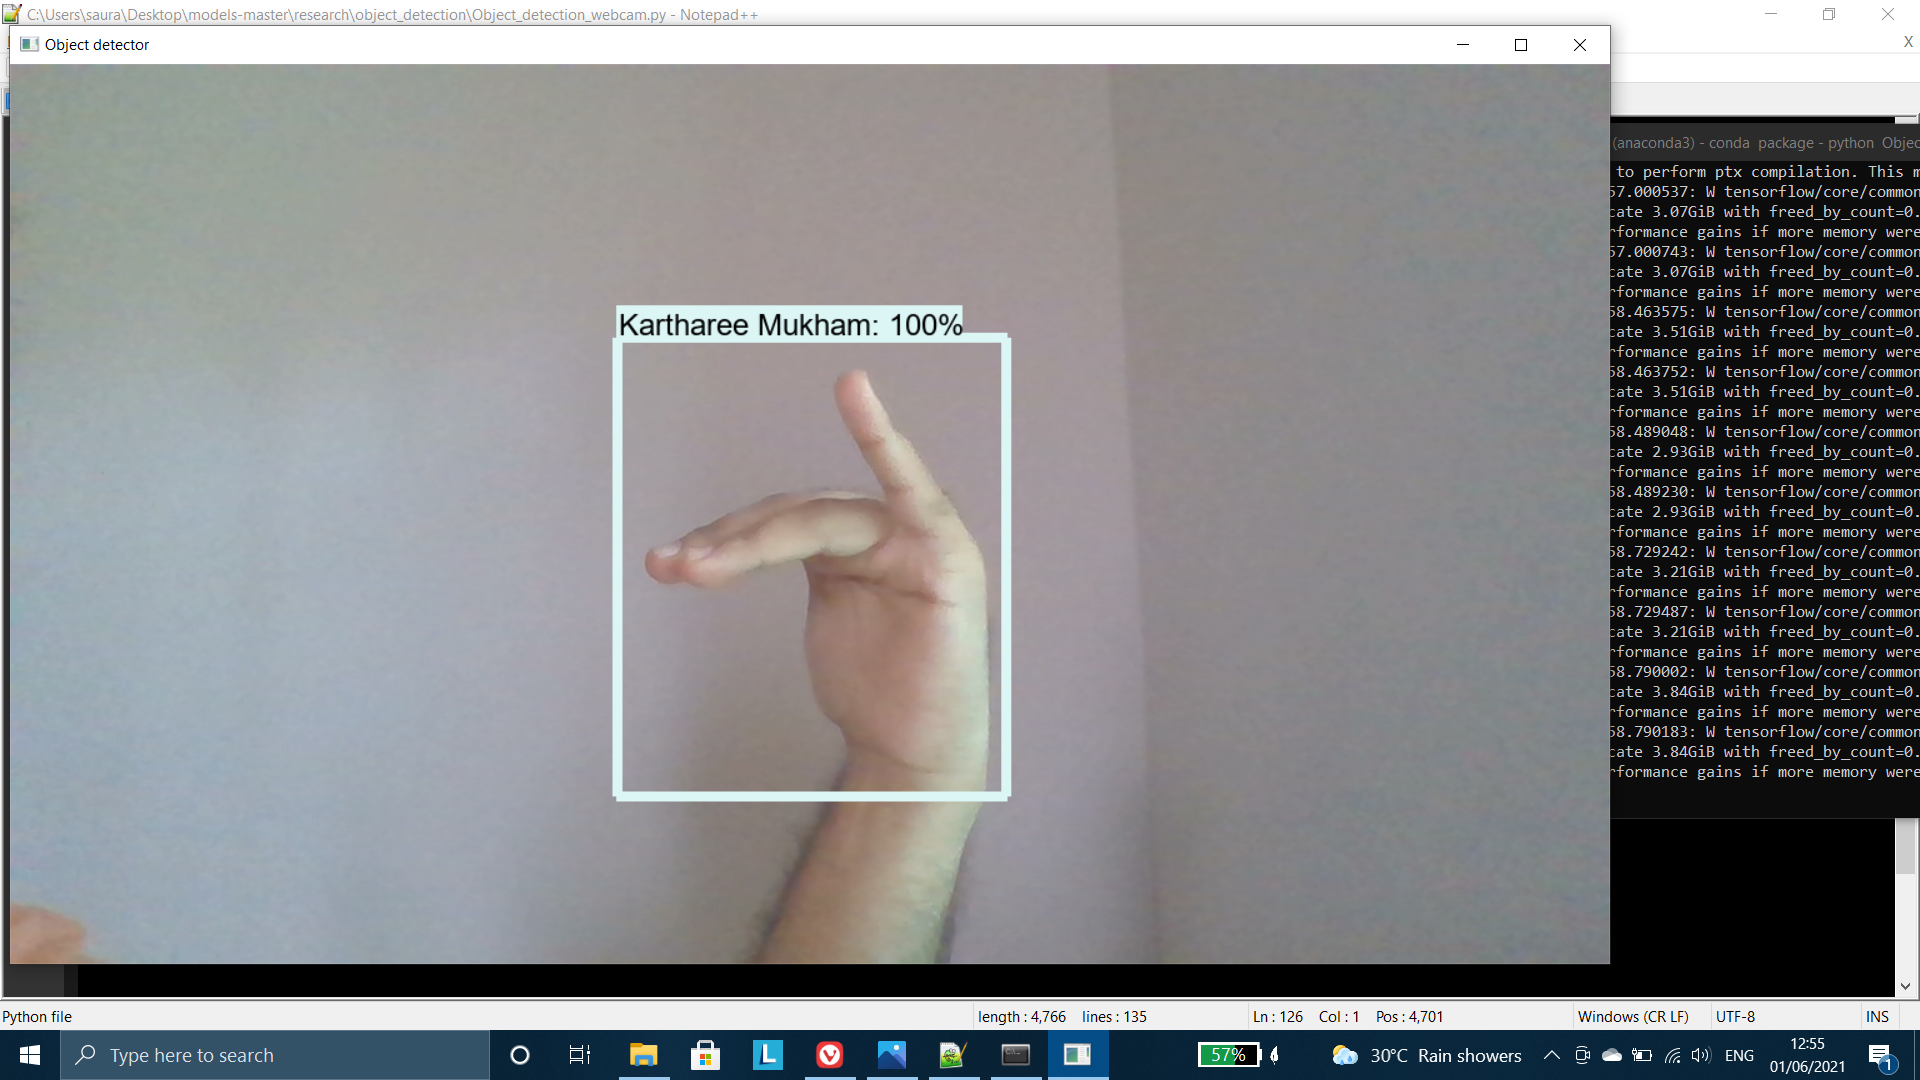 C:\Users\saura\Desktop\models-master\research\object_detection\Object_detection_webcam.py - Notepad++
X
Object detector
Kartharee Mukham: 100%
(anaconda3) - conda package - python Objec
to perform ptx compilation. This m
57.000537: W tensorflow/core/common
cate 3.07GiB with freed_by_count=0.
rformance gains if more memory were
57.000743: W tensorflow/core/common
cate 3.07GiB with freed_by_count=0.
rformance gains if more memory were
58.463575: W tensorflow/core/common
cate 3.51GiB with freed_by_count=0.
rformance gains if more memory were
58.463752: W tensorflow/core/common
cate 3.51GiB with freed_by_count=0.
rformance gains if more memory were
58.489048: W tensorflow/core/common
cate 2.93GiB with freed_by_count=0.
rformance gains if more memory were
58.489230: W tensorflow/core/common
cate 2.93GiB with freed_by_count=0.
rformance gains if more memory were
58.729242: W tensorflow/core/common
cate 3.21GiB with freed_by_count=0.
rformance gains if more memory were
58.729487: W tensorflow/core/common
cate 3.21GiB with freed_by_count=0.
rformance gains if more memory were
58.790002: W tensorflow/core/common
cate 3.84GiB with freed_by_count=0.
rformance gains if more memory were
58.790183: W tensorflow/core/common
cate 3.84GiB with freed_by_count=0.
rformance gains if more memory were
Python file length : 4,766 lines : 135 Ln : 126 Col : 1 Pos : 4,701 Windows (CR LF) UTF-8 INS
Type here to search
L
57%
30°C Rain showers
ENG
12:55
01/06/2021
1